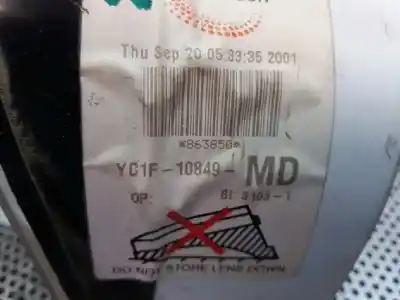 Thu Sep 20 05:33:35 2001
*863850*
YC1F-10849-MD
OP:
DO NOT STORE LENS DOWN